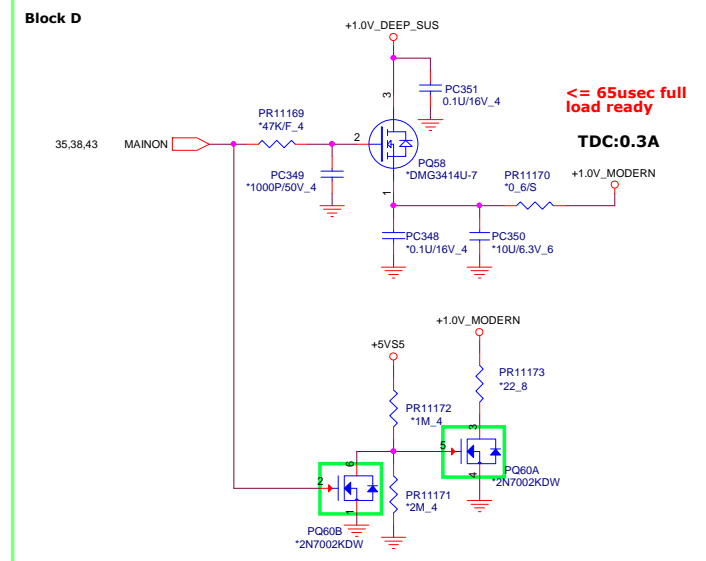 Block D
+1.0V_DEEP_SUS
3
PC351
0.1U/16V_4
<= 65usec full
load ready
PR11169
*47K/F_4
35,38,43
MAINON
2
TDC:0.3A
PC349
*1000P/50V_4
PQ58
*DMG3414U-7
PR11170
*0_6/S
+1.0V_MODERN
1
PC348
*0.1U/16V_4
PC350
*10U/6.3V_6
+1.0V_MODERN
+5VS5
PR11173
*22_8
PR11172
*1M_4
3
5
6
4
PQ60A
*2N7002KDW
2
PR11171
*2M_4
1
PQ60B
*2N7002KDW